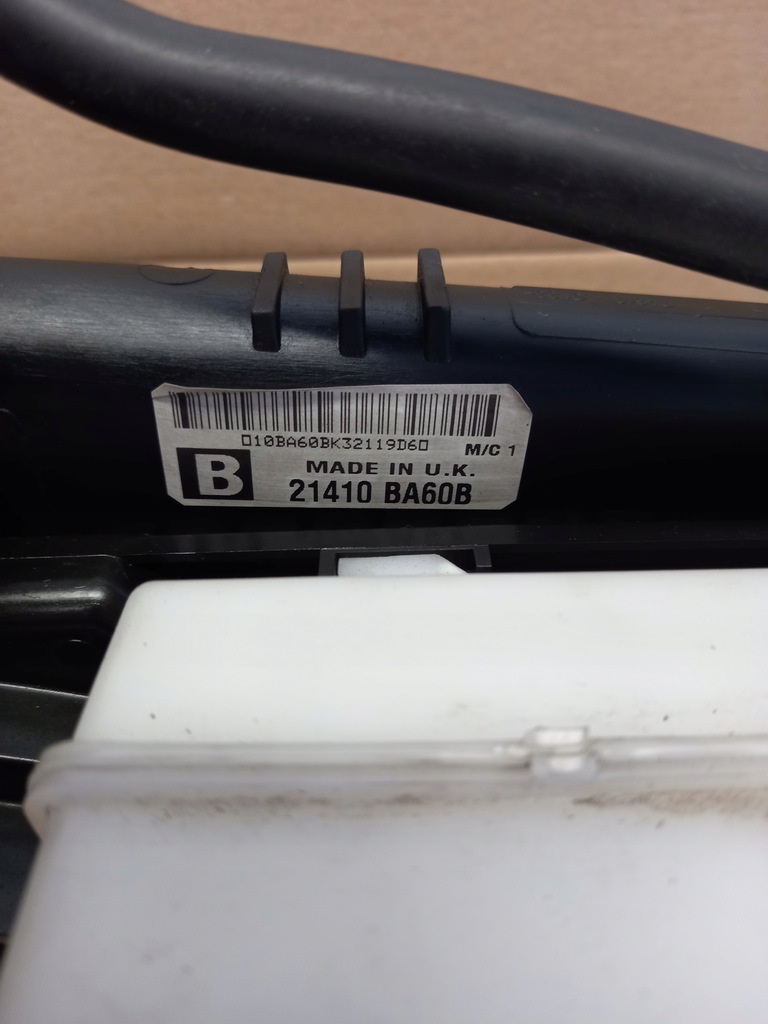 ▯10BA60BK32119D6▯
M/C 1
B
MADE IN U.K.
21410 BA60B